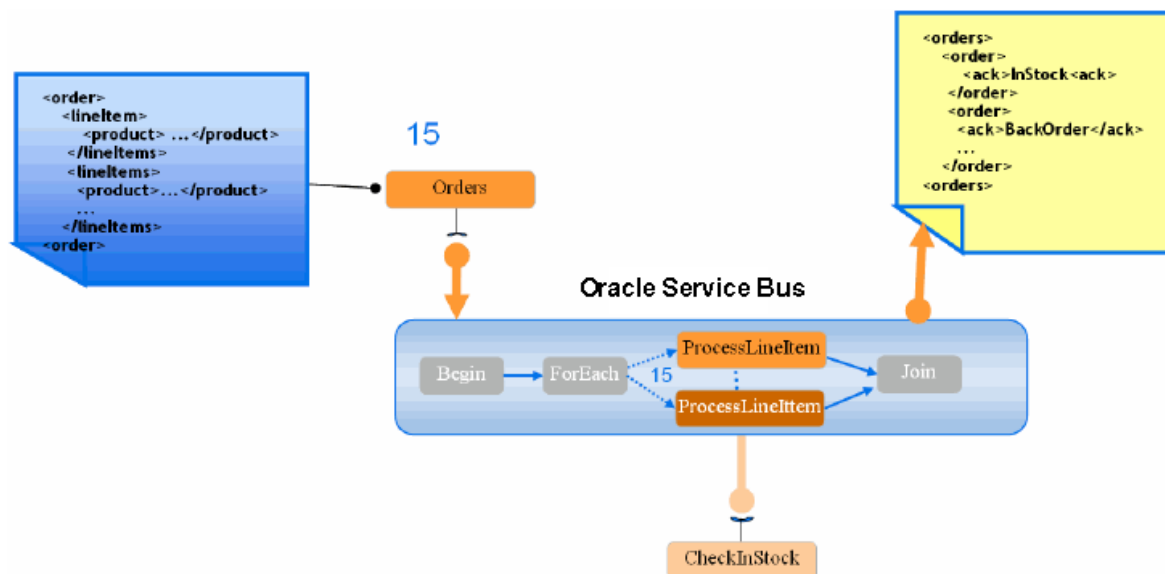 <order>
<lineItem>
<product> ...</product>
</lineItems>
<lineItems>
<product>...</product>
...
</lineItems>
<order>
15
Orders
<orders>
<order>
<ack>InStock<ack>
</order>
<order>
<ack>BackOrder</ack>
...
</order>
<orders>
Oracle Service Bus
Begin
ForEach
15
ProcessLineItem
ProcessLineIttem
Join
CheckInStock